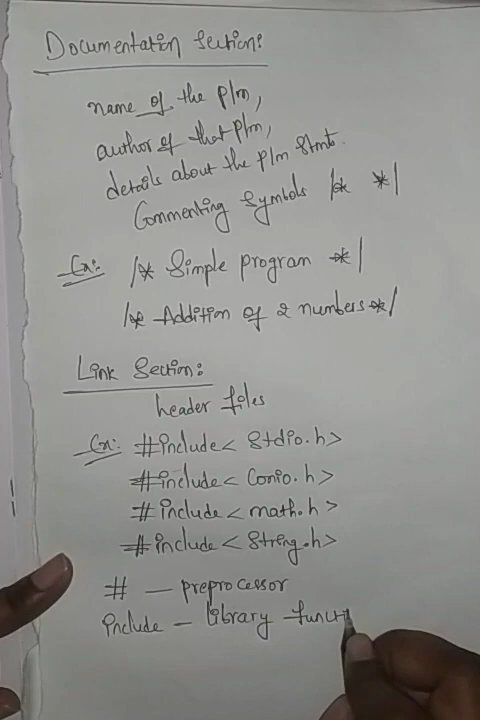 Documentation Section:
name of the p/m,
author of that p/m,
details about the p/m stmts.
Commenting Symbols /* */
Ex: /* Simple program */
/* Addition of 2 numbers */
Link Section:
header files
Ex: #include< Stdio.h>
#include< Conio.h>
#include< math.h>
#include< String.h>
# — preprocessor
include — library functi